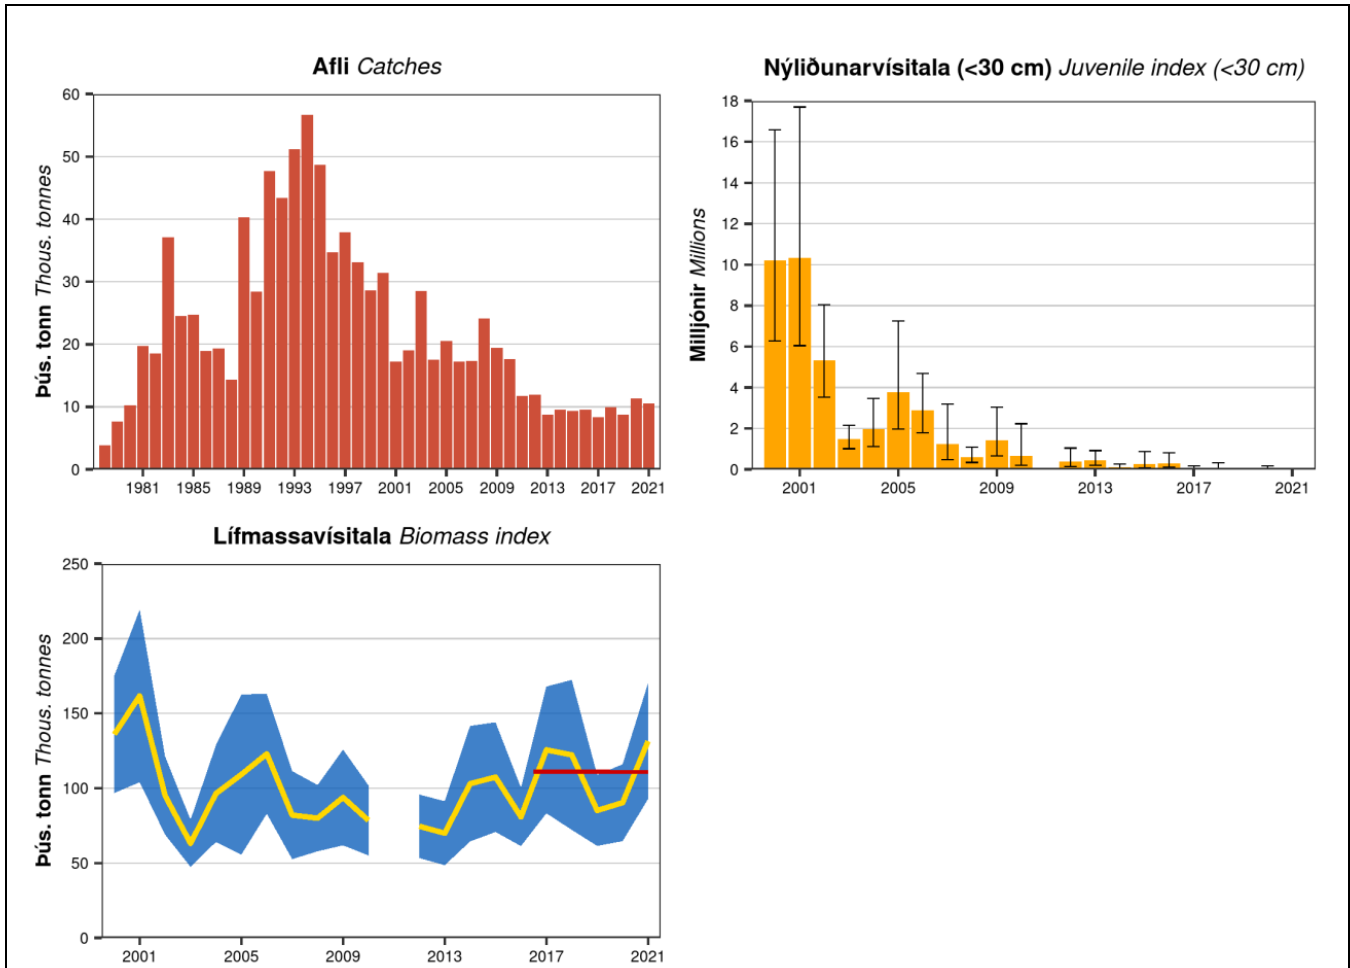 Afli Catches
Þús. tonn Thous. tonnes
60
50
40
30
20
10
0
1981 1985 1989 1993 1997 2001 2005 2009 2013 2017 2021
Nýliðunarvísitala (<30 cm) Juvenile index (<30 cm)
Milljónir Millions
18
16
14
12
10
8
6
4
2
0
2001 2005 2009 2013 2017 2021
Lífmassavísitala Biomass index
Þús. tonn Thous. tonnes
250
200
150
100
50
0
2001 2005 2009 2013 2017 2021